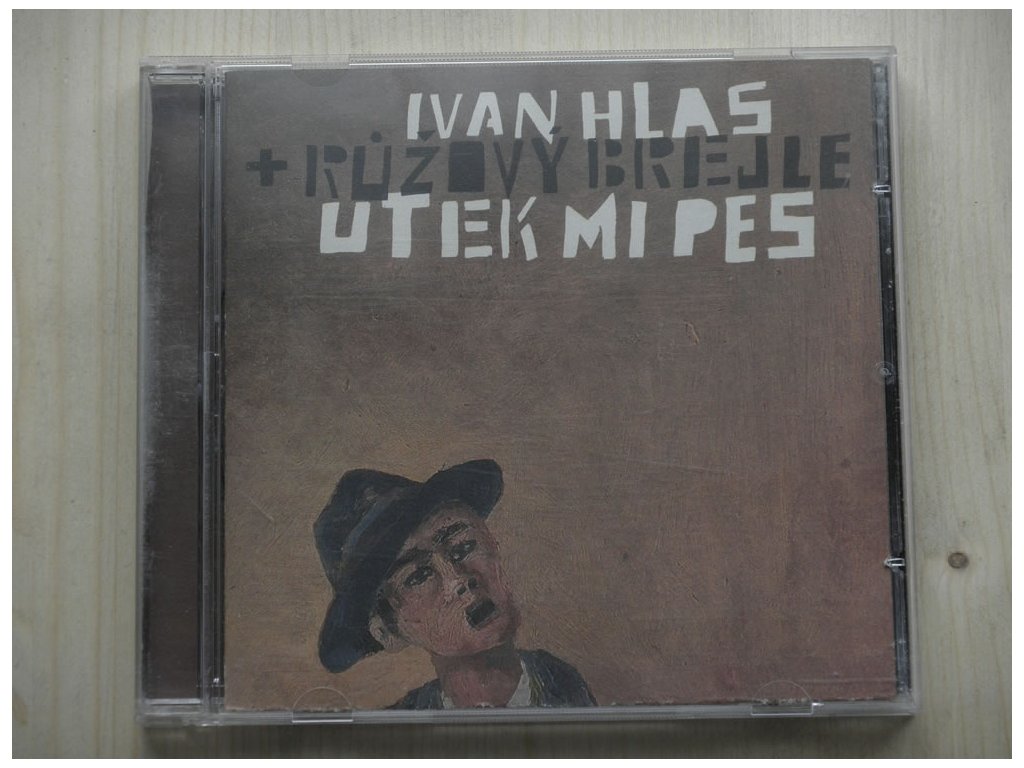 IVAN HLAS
+ RŮŽOVÝ BREJLE
UTEK MI PES